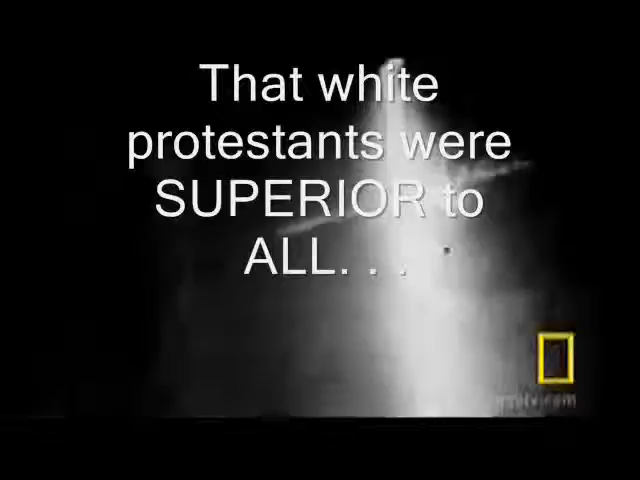 That white
protestants were
SUPERIOR to
ALL. . .